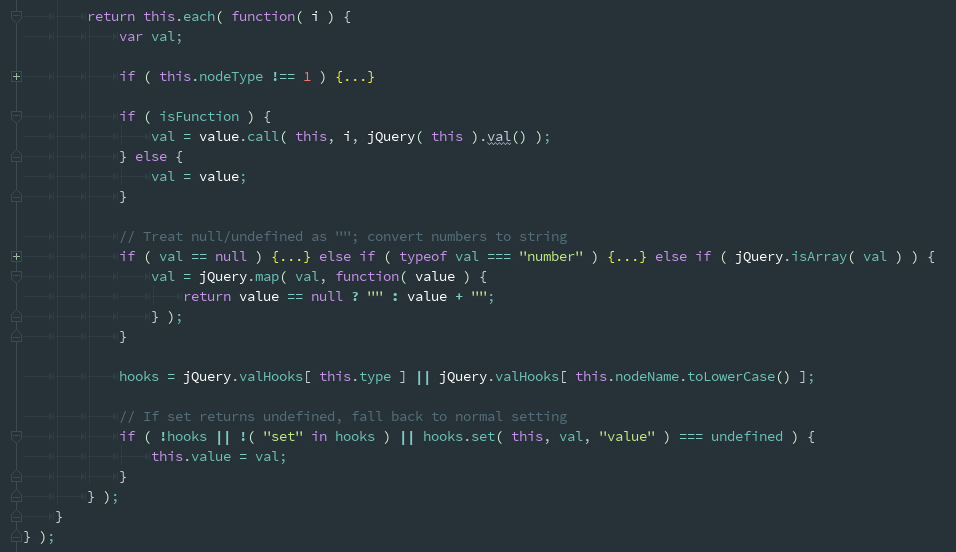 return this.each( function( i ) {
var val;
if ( this.nodeType !== 1 ) {...}
if ( isFunction ) {
val = value.call( this, i, jQuery( this ).val() );
} else {
val = value;
}
// Treat null/undefined as ""; convert numbers to string
if ( val == null ) {...} else if ( typeof val === "number" ) {...} else if ( jQuery.isArray( val ) ) {
val = jQuery.map( val, function( value ) {
return value == null ? "" : value + "";
} );
}
hooks = jQuery.valHooks[ this.type ] || jQuery.valHooks[ this.nodeName.toLowerCase() ];
// If set returns undefined, fall back to normal setting
if ( !hooks || !( "set" in hooks ) || hooks.set( this, val, "value" ) === undefined ) {
this.value = val;
}
} );
}
} );